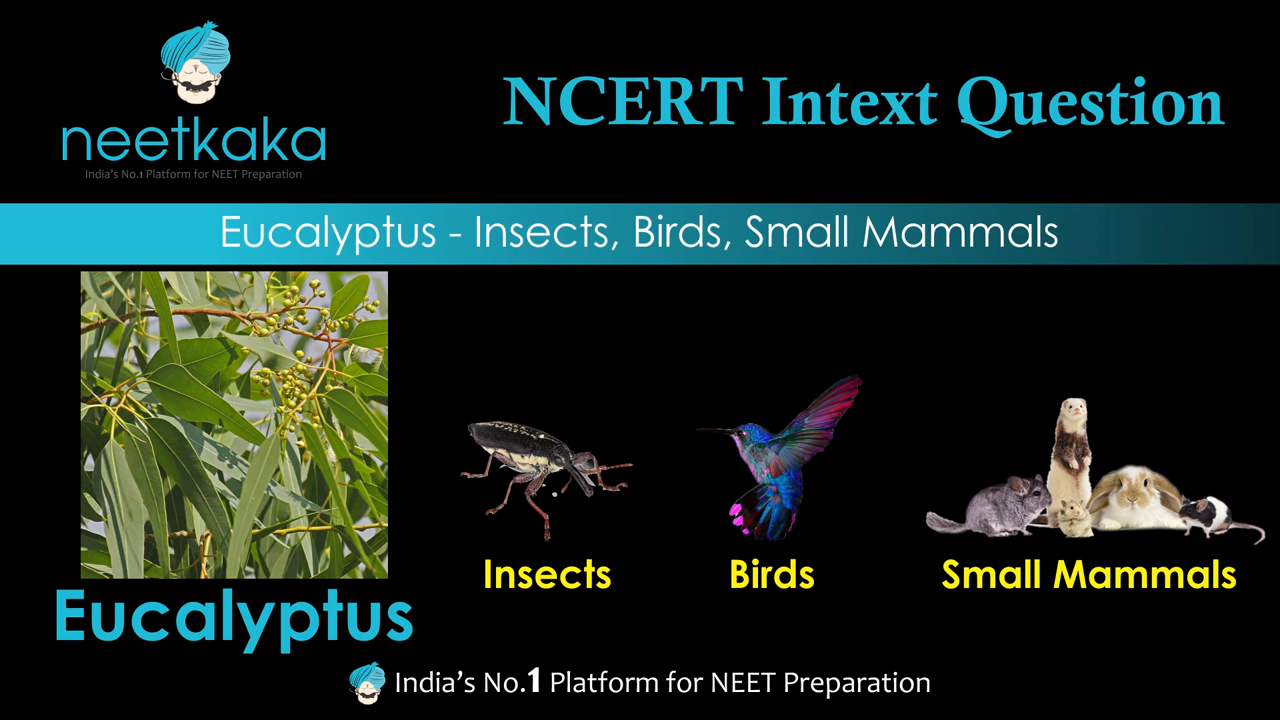 neetkaka
India's No.1 Platform for NEET Preparation
NCERT Intext Question
Eucalyptus - Insects, Birds, Small Mammals
Insects
Birds
Small Mammals
Eucalyptus
India's No.1 Platform for NEET Preparation